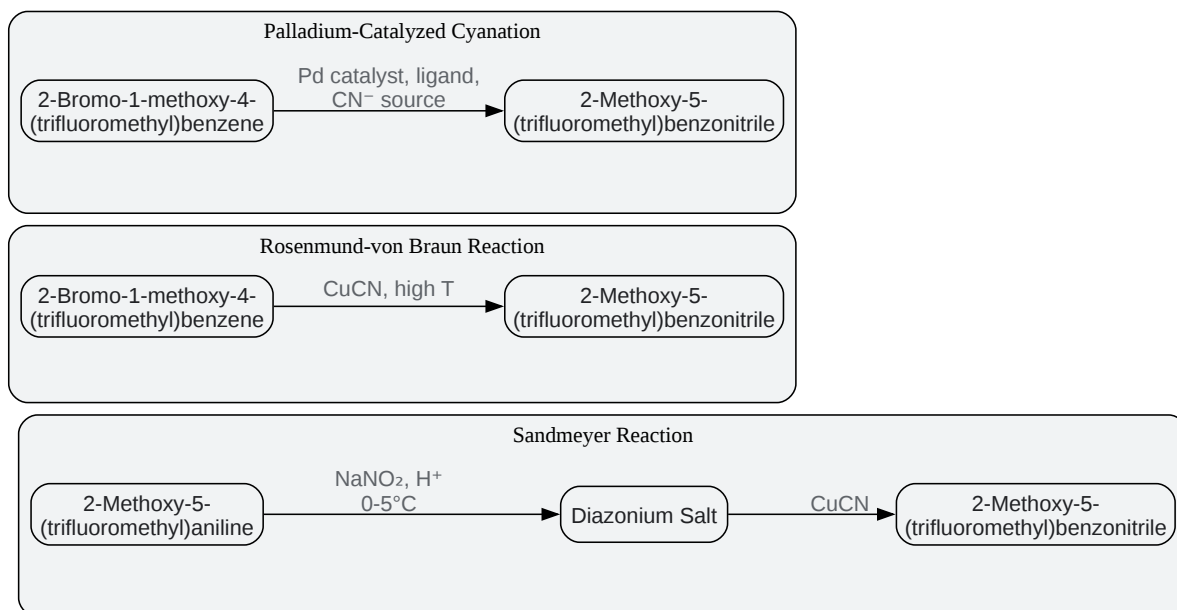 Palladium-Catalyzed Cyanation
2-Bromo-1-methoxy-4-
(trifluoromethyl)benzene
Pd catalyst, ligand,
CN⁻ source
2-Methoxy-5-
(trifluoromethyl)benzonitrile
Rosenmund-von Braun Reaction
2-Bromo-1-methoxy-4-
(trifluoromethyl)benzene
CuCN, high T
2-Methoxy-5-
(trifluoromethyl)benzonitrile
Sandmeyer Reaction
2-Methoxy-5-
(trifluoromethyl)aniline
NaNO₂, H⁺
0-5°C
Diazonium Salt
CuCN
2-Methoxy-5-
(trifluoromethyl)benzonitrile